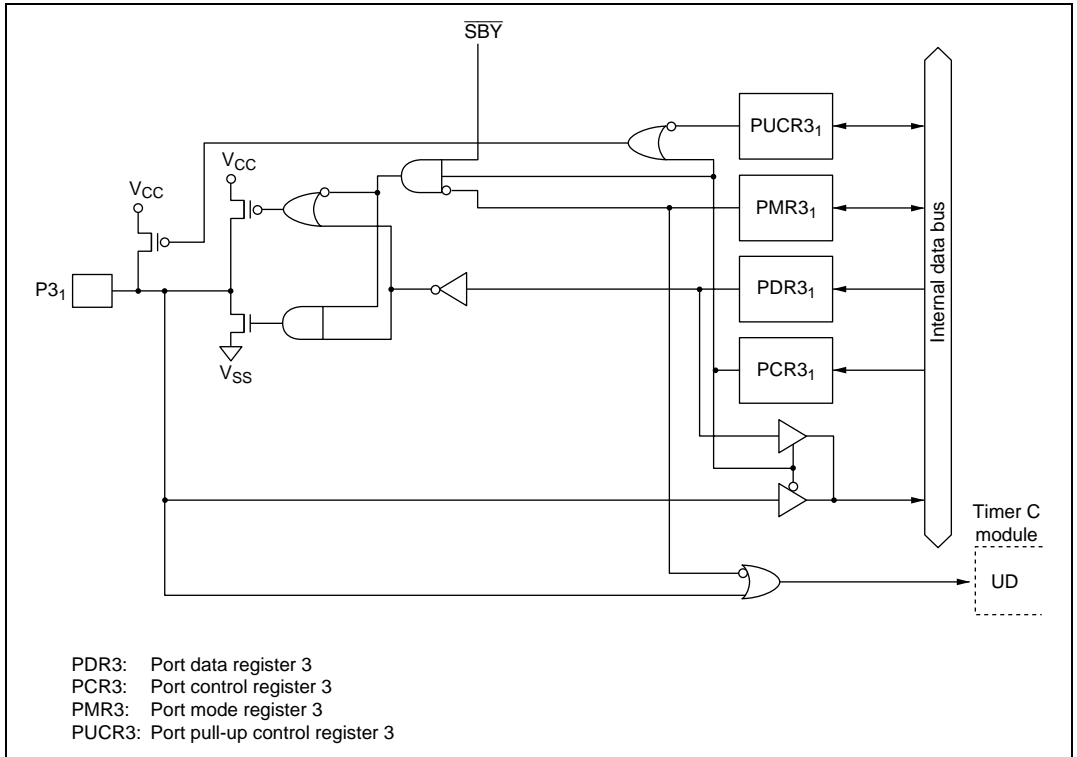 SBY
PUCR3₁
V_CC
V_CC
PMR3₁
P3₁
PDR3₁
Internal data bus
V_SS
PCR3₁
Timer C
module
UD
PDR3: Port data register 3
PCR3: Port control register 3
PMR3: Port mode register 3
PUCR3: Port pull-up control register 3